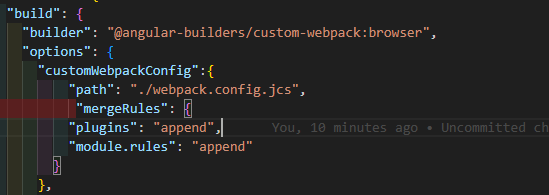 "build": {
"builder": "@angular-builders/custom-webpack:browser",
"options": {
"customWebpackConfig":{
"path": "./webpack.config.jcs",
"mergeRules": {
"plugins": "append", You, 10 minutes ago • Uncommitted ch
"module.rules": "append"
}
},